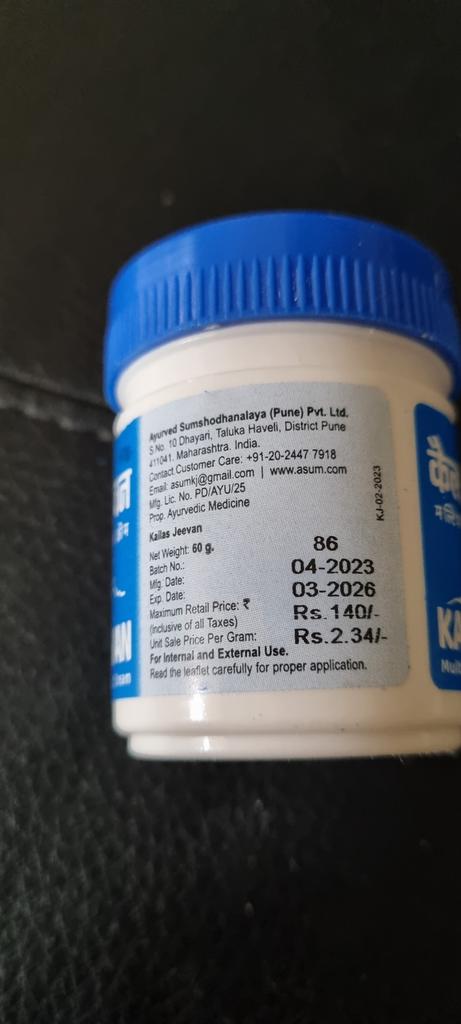 Ayurved Sumshodhanalaya (Pune) Pvt. Ltd.
S.No. 10 Dhayari, Taluka Haveli, District Pune
411041. Maharashtra. India.
Contact Customer Care: +91-20-2447 7918
Email: asumkj@gmail.com | www.asum.com
Mfg. Lic. No. PD/AYU/25
Prop. Ayurvedic Medicine
KJ-02-2023
Kailas Jeevan
Net Weight: 60 g.
Batch No.: 86
Mfg. Date: 04-2023
Exp. Date: 03-2026
Maximum Retail Price: ₹ Rs.140/-
(Inclusive of all Taxes)
Unit Sale Price Per Gram: Rs.2.34/-
For Internal and External Use.
Read the leaflet carefully for proper application.